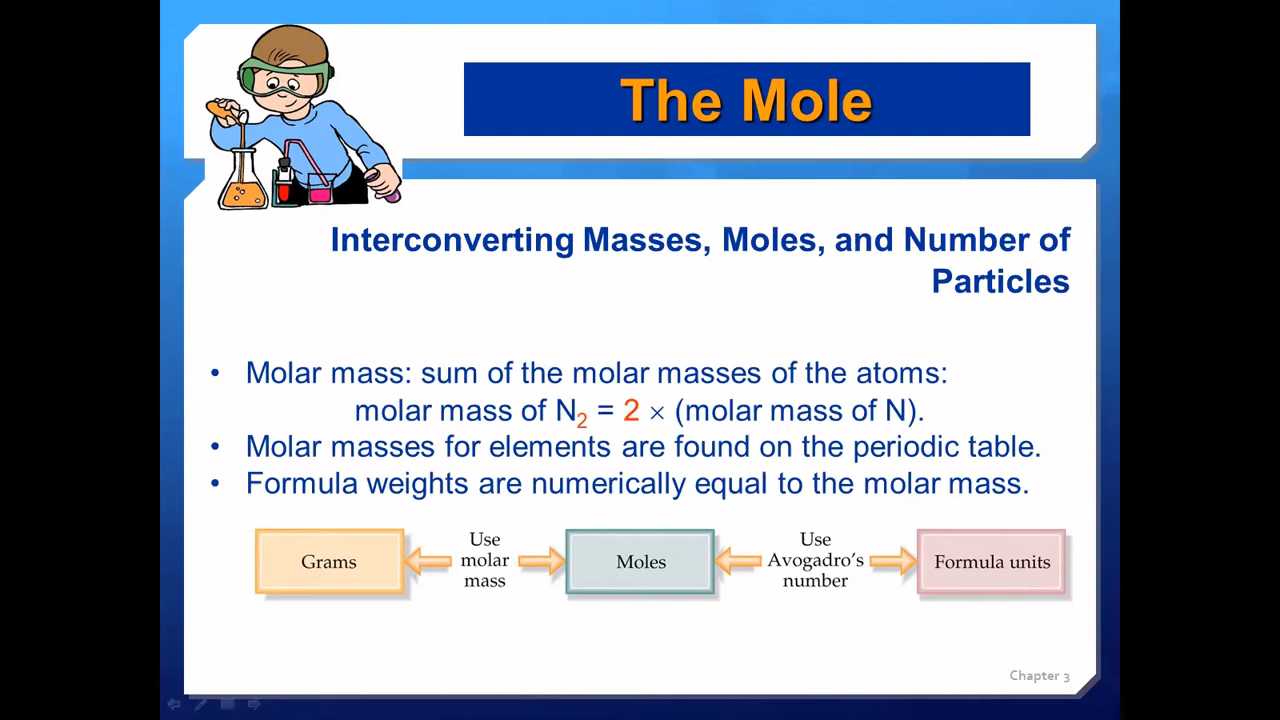 The Mole
Interconverting Masses, Moles, and Number of
Particles
• Molar mass: sum of the molar masses of the atoms:
molar mass of N₂ = 2 × (molar mass of N).
• Molar masses for elements are found on the periodic table.
• Formula weights are numerically equal to the molar mass.
Grams
Use
molar
mass
Moles
Use
Avogadro's
number
Formula units
Chapter 3